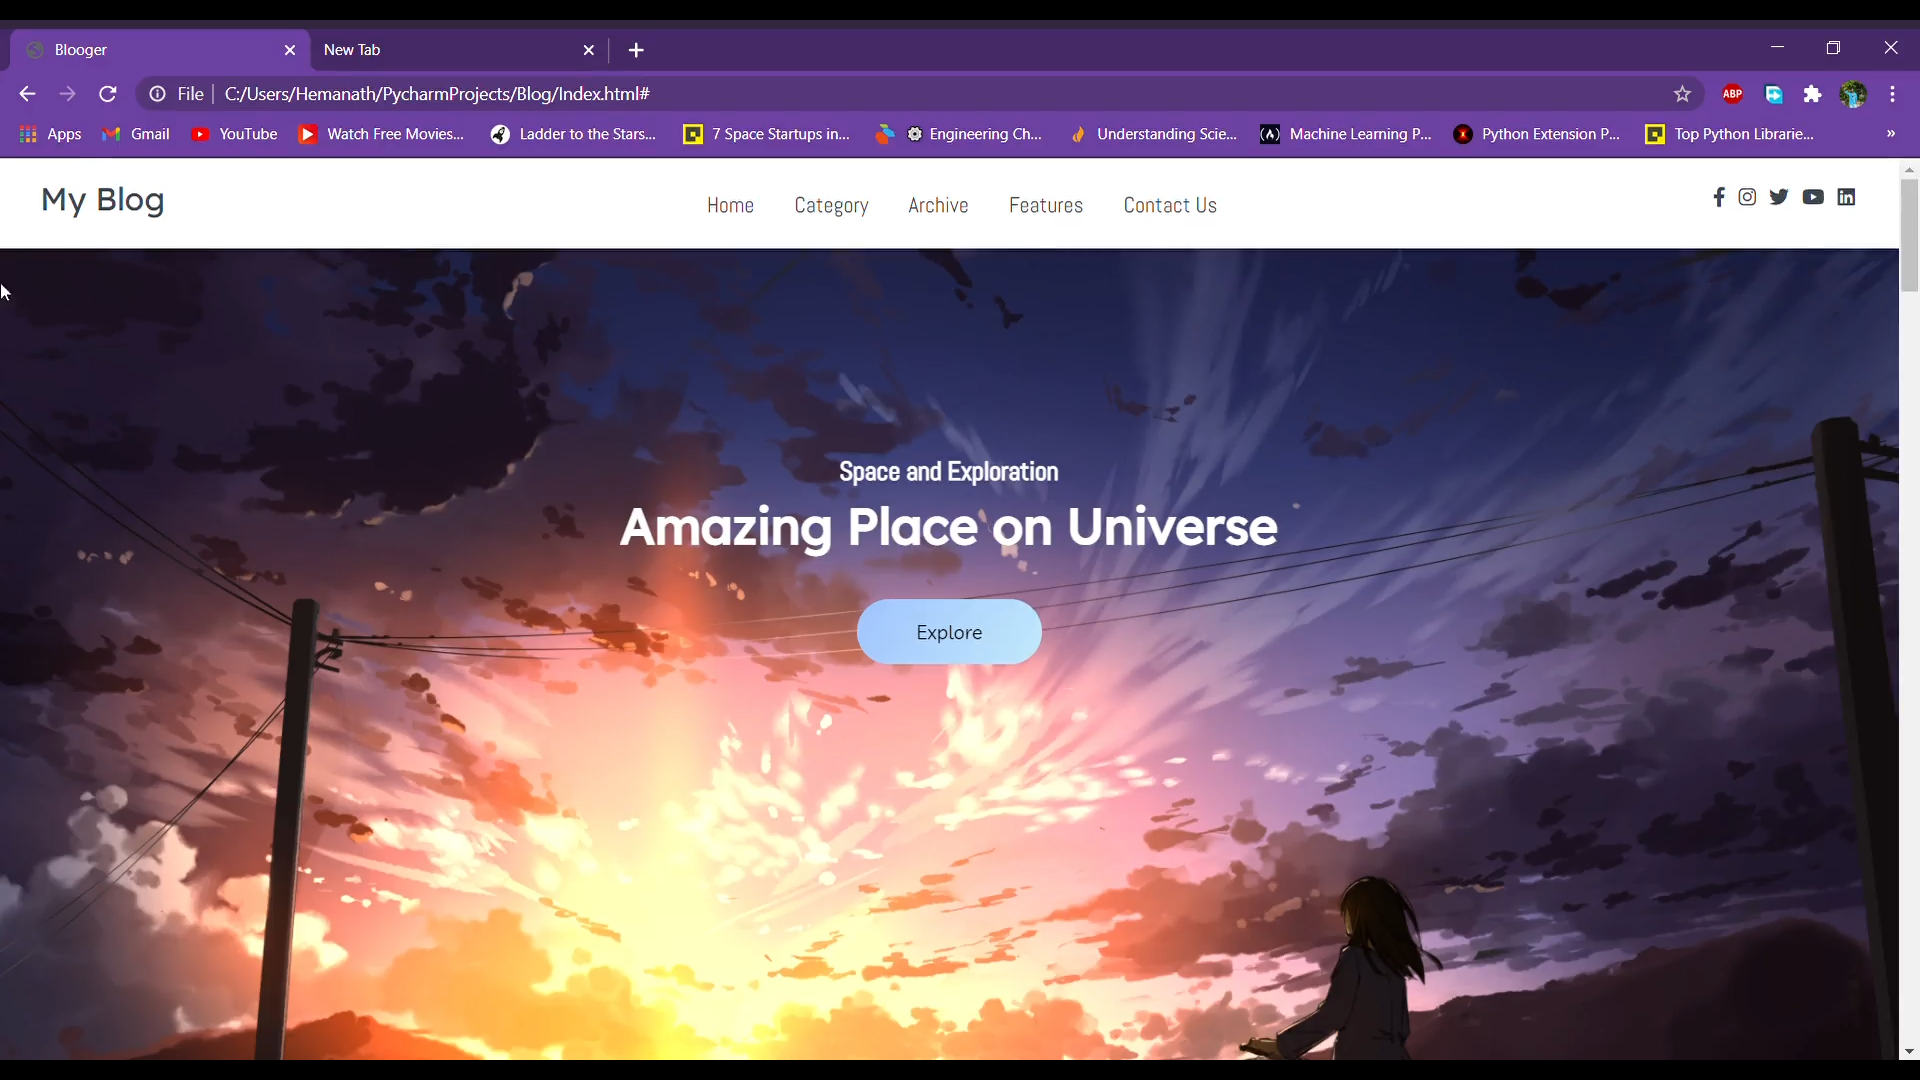 Blooger
New Tab
File
C:/Users/Hemanath/PycharmProjects/Blog/Index.html#
ABP
Apps
Gmail
YouTube
Watch Free Movies...
Ladder to the Stars...
7 Space Startups in...
Engineering Ch...
Understanding Scie...
Machine Learning P...
Python Extension P...
Top Python Librarie...
»
My Blog
Home
Category
Archive
Features
Contact Us
Space and Exploration
Amazing Place on Universe
Explore